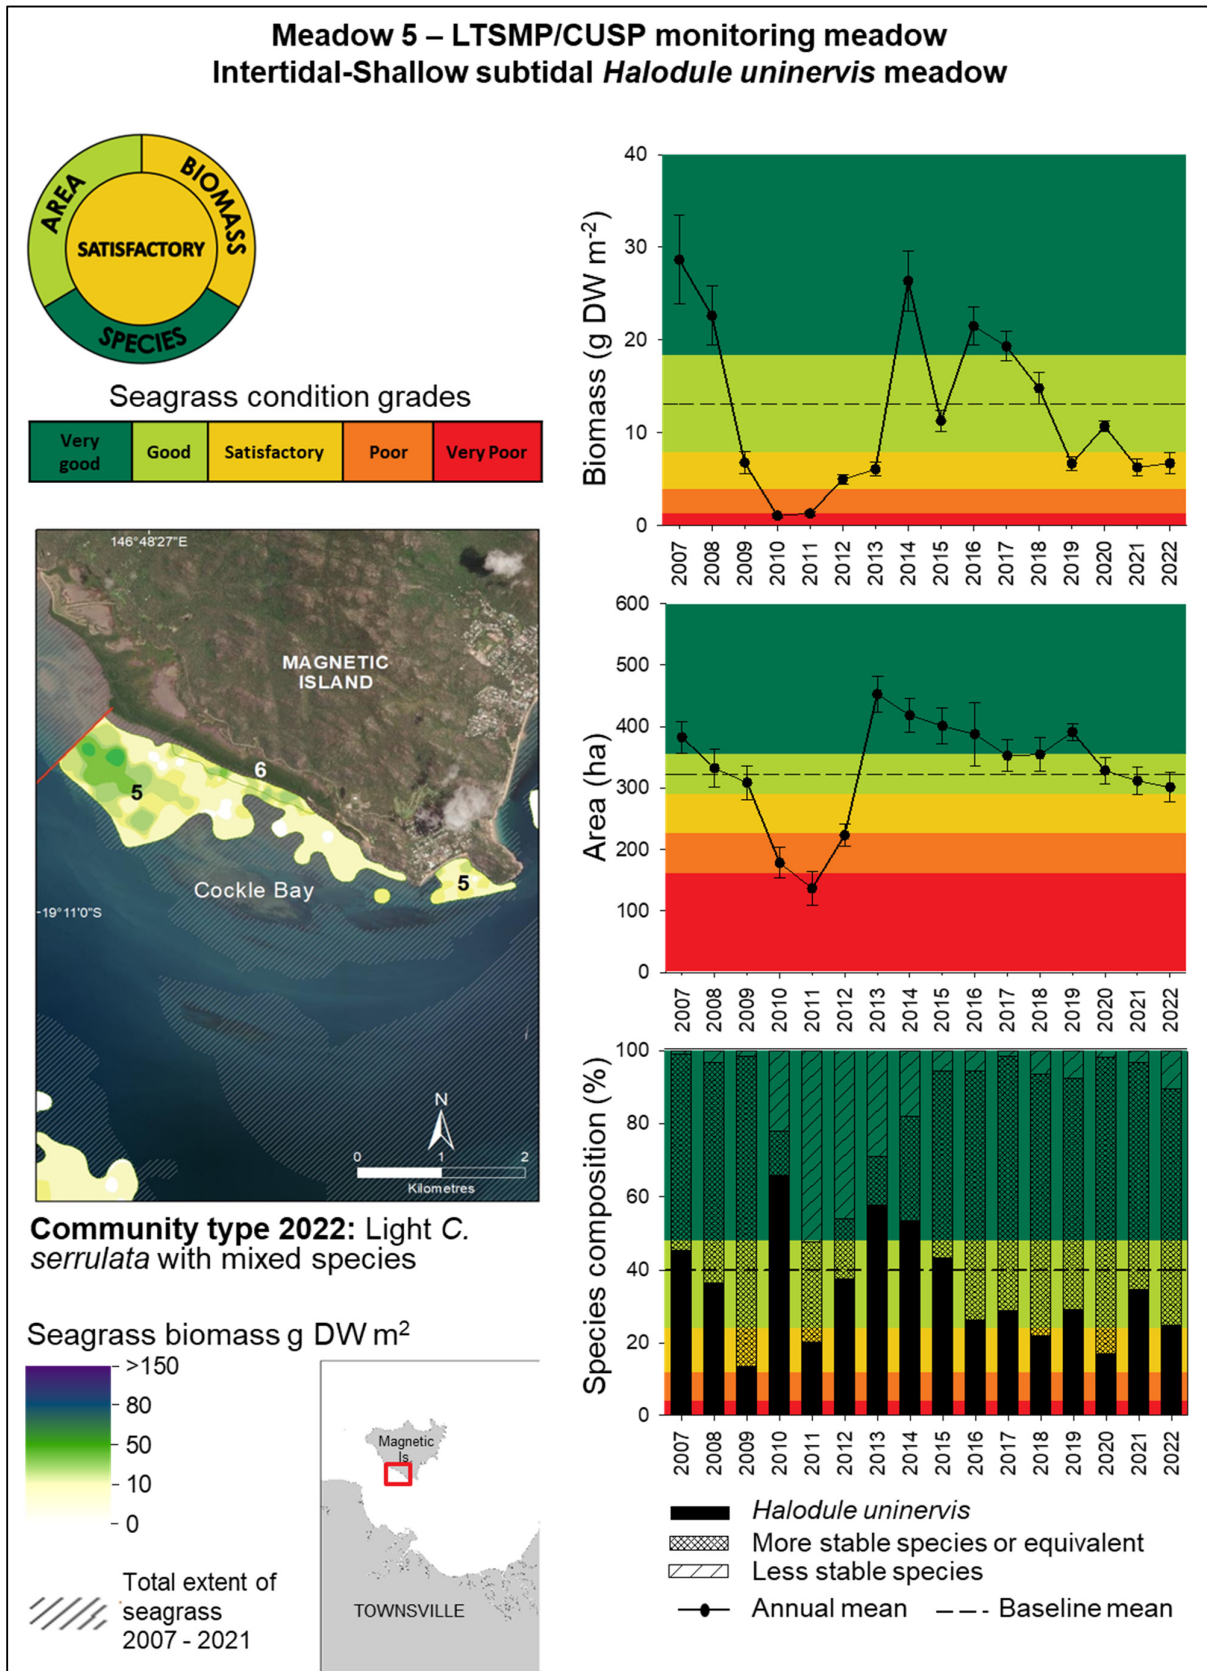 Meadow 5 – LTSMP/CUSP monitoring meadow
Intertidal-Shallow subtidal Halodule uninervis meadow
AREA
BIOMASS
SATISFACTORY
SPECIES
Seagrass condition grades
Very good
Good
Satisfactory
Poor
Very Poor
146°48'27"E
MAGNETIC
ISLAND
6
5
5
Cockle Bay
19°11'0"S
N
0 1 2
Kilometres
Community type 2022: Light C.
serrulata with mixed species
Seagrass biomass g DW m²
>150
80
50
10
0
Total extent of
seagrass
2007 - 2021
Magnetic
Is
TOWNSVILLE
Biomass (g DW m⁻²)
40
30
20
10
0
2007 2008 2009 2010 2011 2012 2013 2014 2015 2016 2017 2018 2019 2020 2021 2022
Area (ha)
600
500
400
300
200
100
0
2007 2008 2009 2010 2011 2012 2013 2014 2015 2016 2017 2018 2019 2020 2021 2022
Species composition (%)
100
80
60
40
20
0
2007 2008 2009 2010 2011 2012 2013 2014 2015 2016 2017 2018 2019 2020 2021 2022
Halodule uninervis
More stable species or equivalent
Less stable species
Annual mean
Baseline mean